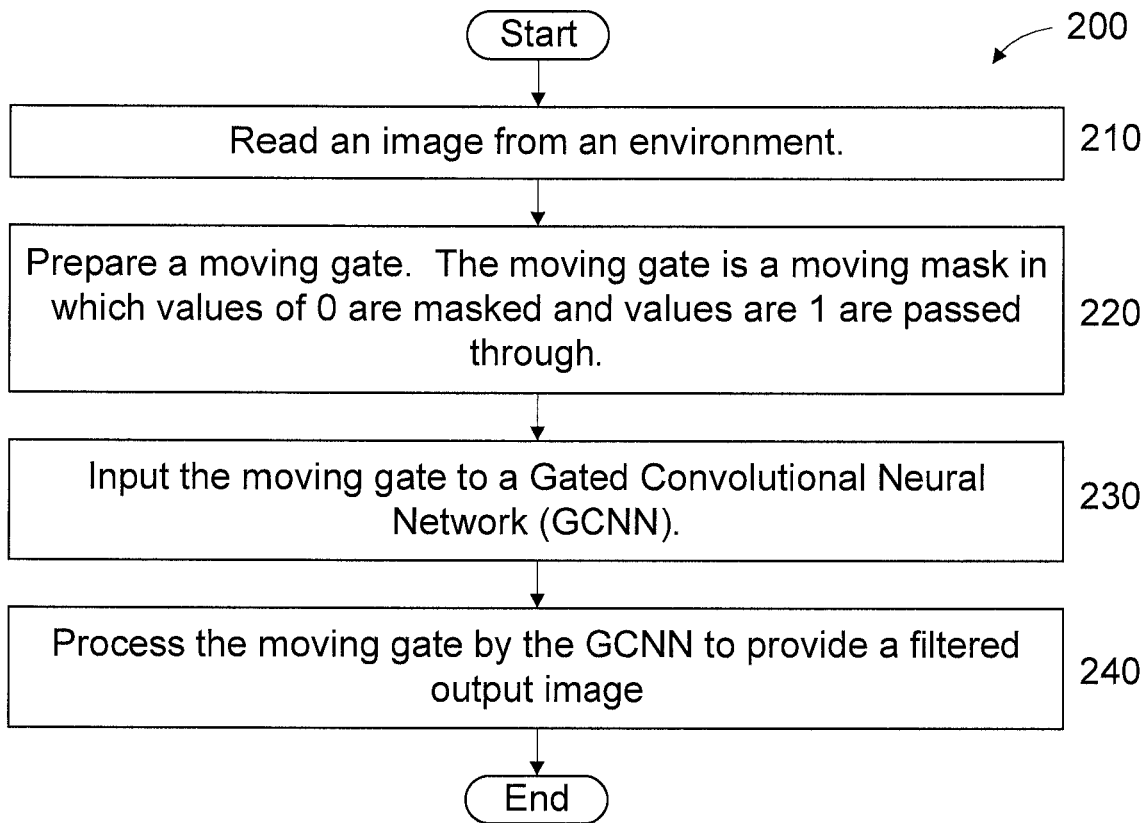 Start
200
Read an image from an environment.
210
Prepare a moving gate. The moving gate is a moving mask in
which values of 0 are masked and values are 1 are passed
through.
220
Input the moving gate to a Gated Convolutional Neural
Network (GCNN).
230
Process the moving gate by the GCNN to provide a filtered
output image
240
End